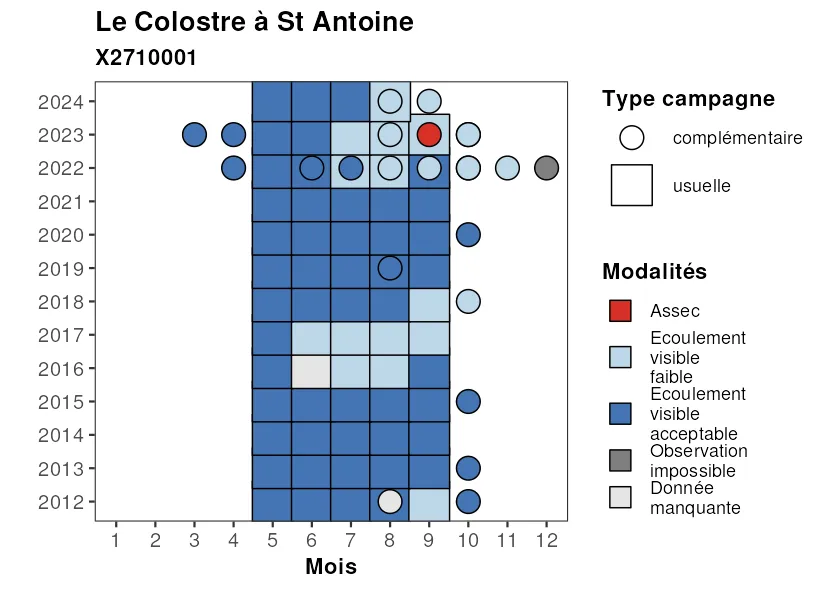 Le Colostre à St Antoine
X2710001
2024
2023
2022
2021
2020
2019
2018
2017
2016
2015
2014
2013
2012
1 2 3 4 5 6 7 8 9 10 11 12
Mois
Type campagne
complémentaire
usuelle
Modalités
Assec
Ecoulement
visible
faible
Ecoulement
visible
acceptable
Observation
impossible
Donnée
manquante